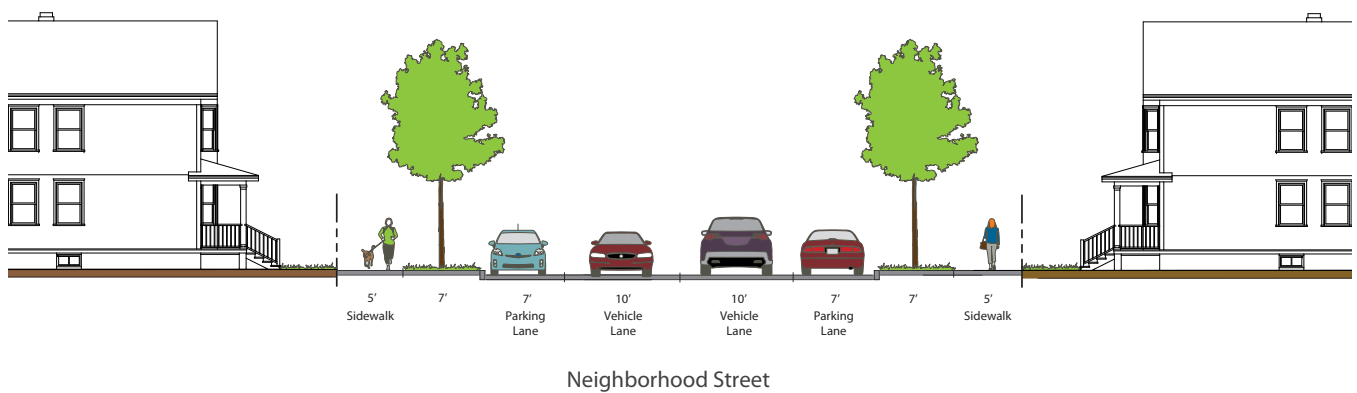 5’
Sidewalk
7’
7’
Parking
Lane
10’
Vehicle
Lane
10’
Vehicle
Lane
7’
Parking
Lane
7’
5’
Sidewalk
Neighborhood Street